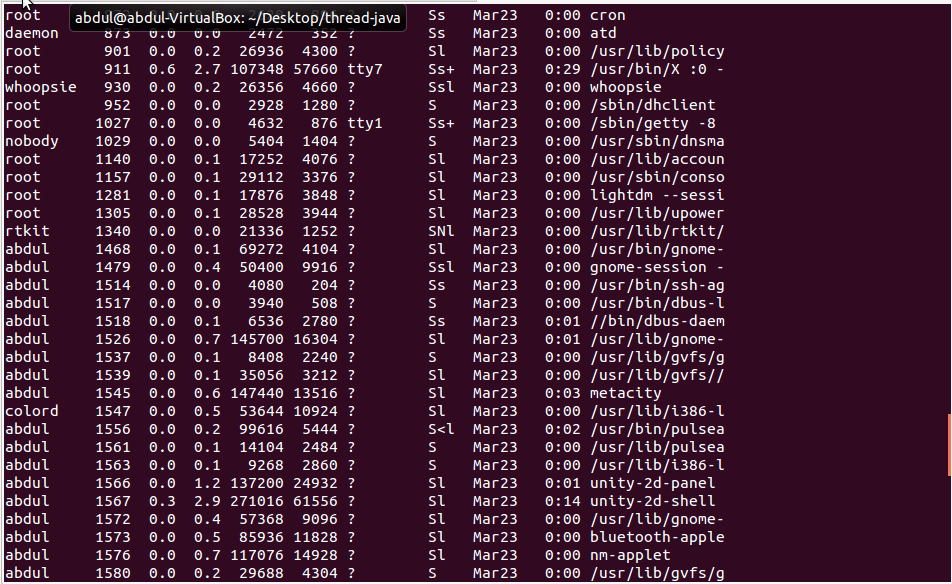 abdul@abdul-VirtualBox: ~/Desktop/thread-java
root ? Ss Mar23 0:00 cron
daemon 873 0.0 0.0 2472 352 ? Ss Mar23 0:00 atd
root 901 0.0 0.2 26936 4300 ? Sl Mar23 0:00 /usr/lib/policy
root 911 0.6 2.7 107348 57660 tty7 Ss+ Mar23 0:29 /usr/bin/X :0 -
whoopsie 930 0.0 0.2 26356 4660 ? Ssl Mar23 0:00 whoopsie
root 952 0.0 0.0 2928 1280 ? S Mar23 0:00 /sbin/dhclient
root 1027 0.0 0.0 4632 876 tty1 Ss+ Mar23 0:00 /sbin/getty -8
nobody 1029 0.0 0.0 5404 1404 ? S Mar23 0:00 /usr/sbin/dnsma
root 1140 0.0 0.1 17252 4076 ? Sl Mar23 0:00 /usr/lib/accoun
root 1157 0.0 0.1 29112 3376 ? Sl Mar23 0:00 /usr/sbin/conso
root 1281 0.0 0.1 17876 3848 ? Sl Mar23 0:00 lightdm --sessi
root 1305 0.0 0.1 28528 3944 ? Sl Mar23 0:00 /usr/lib/upower
rtkit 1340 0.0 0.0 21336 1252 ? SNl Mar23 0:00 /usr/lib/rtkit/
abdul 1468 0.0 0.1 69272 4104 ? Sl Mar23 0:00 /usr/bin/gnome-
abdul 1479 0.0 0.4 50400 9916 ? Ssl Mar23 0:00 gnome-session -
abdul 1514 0.0 0.0 4080 204 ? Ss Mar23 0:00 /usr/bin/ssh-ag
abdul 1517 0.0 0.0 3940 508 ? S Mar23 0:00 /usr/bin/dbus-l
abdul 1518 0.0 0.1 6536 2780 ? Ss Mar23 0:01 //bin/dbus-daem
abdul 1526 0.0 0.7 145700 16304 ? Sl Mar23 0:01 /usr/lib/gnome-
abdul 1537 0.0 0.1 8408 2240 ? S Mar23 0:00 /usr/lib/gvfs/g
abdul 1539 0.0 0.1 35056 3212 ? Sl Mar23 0:00 /usr/lib/gvfs//
abdul 1545 0.0 0.6 147440 13516 ? Sl Mar23 0:03 metacity
colord 1547 0.0 0.5 53644 10924 ? Sl Mar23 0:00 /usr/lib/i386-l
abdul 1556 0.0 0.2 99616 5444 ? S<l Mar23 0:02 /usr/bin/pulsea
abdul 1561 0.0 0.1 14104 2484 ? S Mar23 0:00 /usr/lib/pulsea
abdul 1563 0.0 0.1 9268 2860 ? S Mar23 0:00 /usr/lib/i386-l
abdul 1566 0.0 1.2 137200 24932 ? Sl Mar23 0:01 unity-2d-panel
abdul 1567 0.3 2.9 271016 61556 ? Sl Mar23 0:14 unity-2d-shell
abdul 1572 0.0 0.4 57368 9096 ? Sl Mar23 0:00 /usr/lib/gnome-
abdul 1573 0.0 0.5 85936 11828 ? Sl Mar23 0:00 bluetooth-apple
abdul 1576 0.0 0.7 117076 14928 ? Sl Mar23 0:00 nm-applet
abdul 1580 0.0 0.2 29688 4304 ? S Mar23 0:00 /usr/lib/gvfs/g